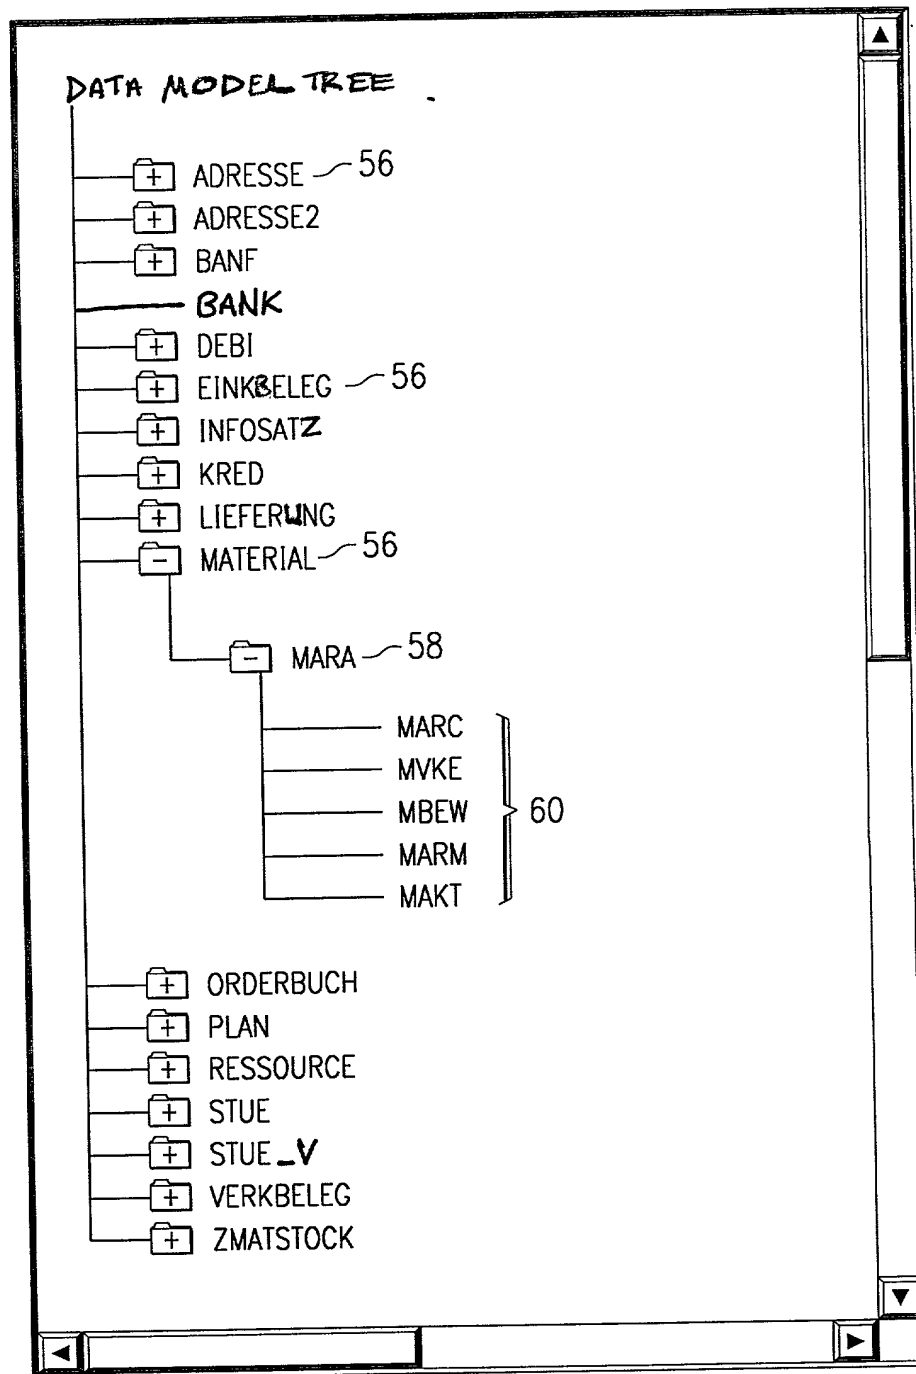 DATA MODEL TREE
ADRESSE 56
ADRESSE2
BANF
BANK
DEBI
EINKBELEG 56
INFOSATZ
KRED
LIEFERUNG
MATERIAL 56
MARA 58
MARC
MVKE
MBEW 60
MARM
MAKT
ORDERBUCH
PLAN
RESSOURCE
STUE
STUE_V
VERKBELEG
ZMATSTOCK